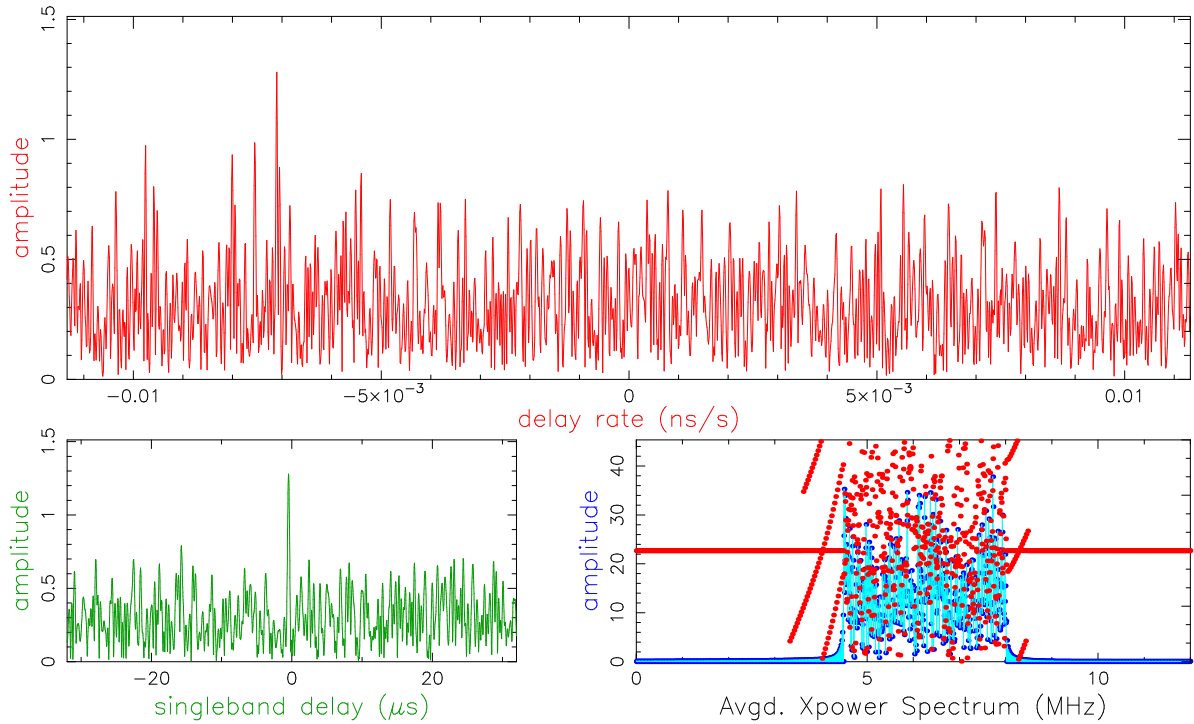 1.5
1
0.5
0
amplitude
−0.01 −5×10⁻³ 0 5×10⁻³ 0.01
delay rate (ns/s)
1.5
1
0.5
0
amplitude
−20 0 20
singleband delay (μs)
40
30
20
10
0
amplitude
0 5 10
Avgd. Xpower Spectrum (MHz)